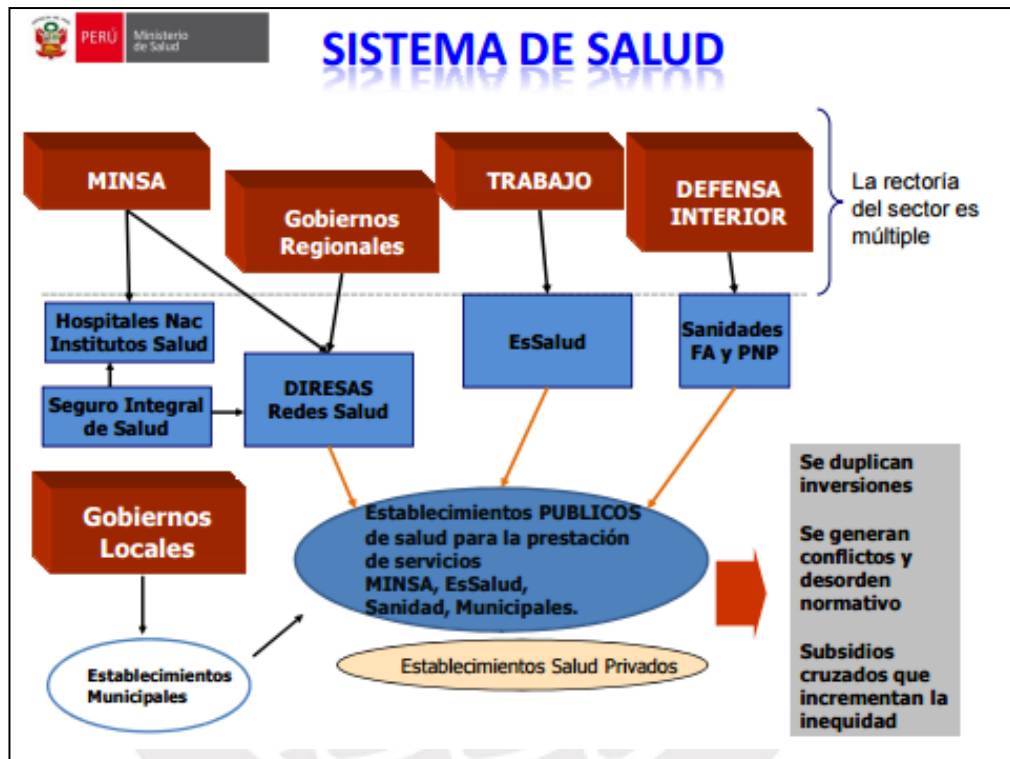 PERÚ
Ministerio
de Salud
SISTEMA DE SALUD
MINSA
Gobiernos
Regionales
TRABAJO
DEFENSA
INTERIOR
La rectoría
del sector es
múltiple
Hospitales Nac
Institutos Salud
Seguro Integral
de Salud
DIRESAS
Redes Salud
EsSalud
Sanidades
FA y PNP
Gobiernos
Locales
Establecimientos
Municipales
Establecimientos PUBLICOS
de salud para la prestación
de servicios
MINSA, EsSalud,
Sanidad, Municipales.
Establecimientos Salud Privados
Se duplican
inversiones
Se generan
conflictos y
desorden
normativo
Subsidios
cruzados que
incrementan la
inequidad